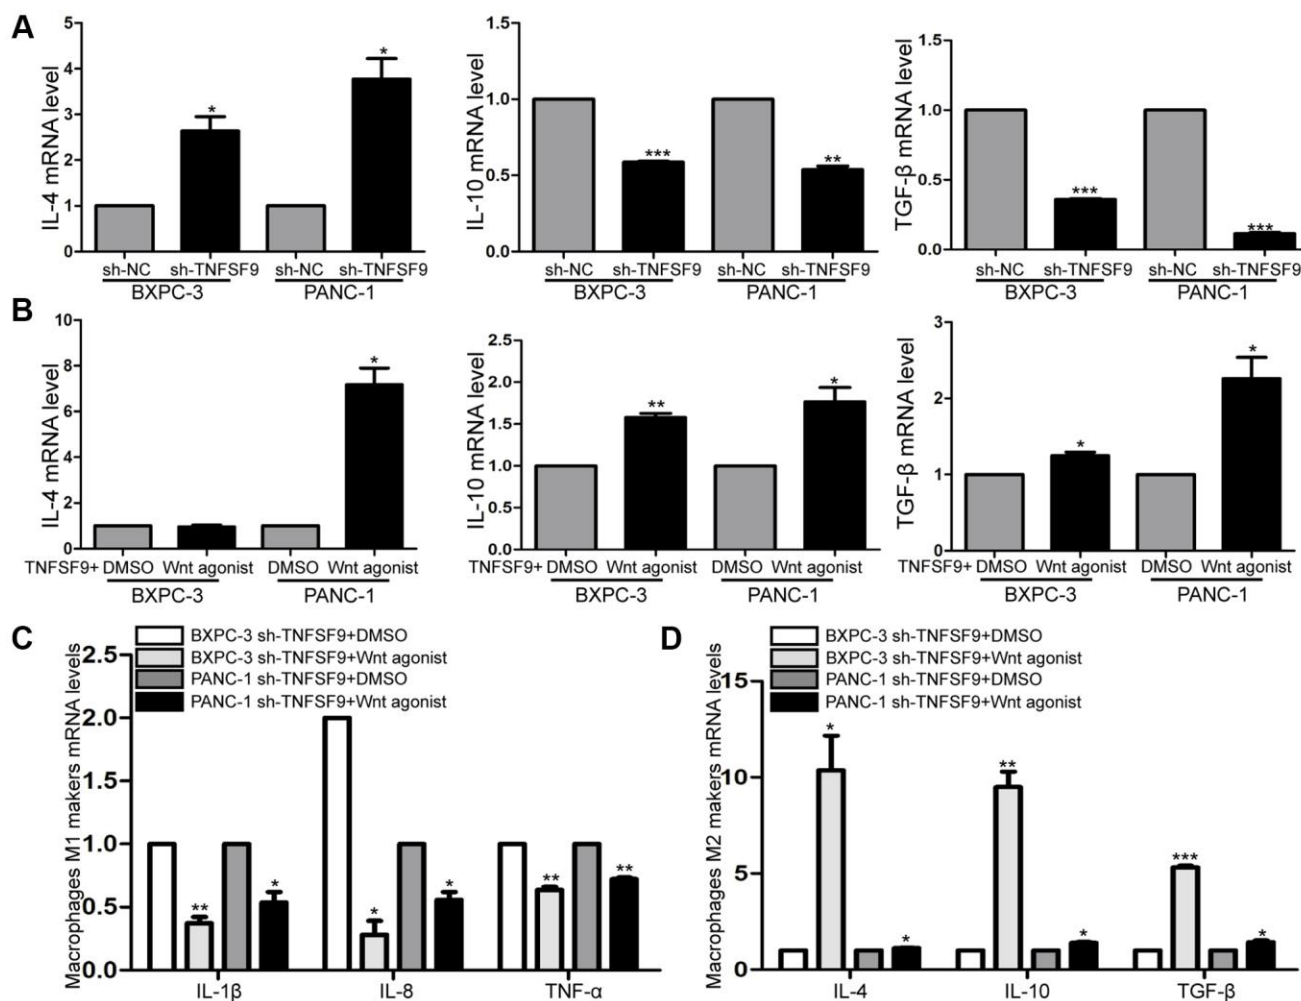 A
IL-4 mRNA level
5
4
3
2
1
0
*
*
sh-NC sh-TNFSF9 sh-NC sh-TNFSF9
BXPC-3 PANC-1
IL-10 mRNA level
1.5
1.0
0.5
0.0
***
**
sh-NC sh-TNFSF9 sh-NC sh-TNFSF9
BXPC-3 PANC-1
TGF-β mRNA level
1.5
1.0
0.5
0.0
***
***
sh-NC sh-TNFSF9 sh-NC sh-TNFSF9
BXPC-3 PANC-1
B
IL-4 mRNA level
10
8
6
4
2
0
*
TNFSF9+ DMSO Wnt agonist DMSO Wnt agonist
BXPC-3 PANC-1
IL-10 mRNA level
2.5
2.0
1.5
1.0
0.5
0.0
**
*
TNFSF9+ DMSO Wnt agonist DMSO Wnt agonist
BXPC-3 PANC-1
TGF-β mRNA level
3
2
1
0
*
*
TNFSF9+ DMSO Wnt agonist DMSO Wnt agonist
BXPC-3 PANC-1
C
BXPC-3 sh-TNFSF9+DMSO
BXPC-3 sh-TNFSF9+Wnt agonist
PANC-1 sh-TNFSF9+DMSO
PANC-1 sh-TNFSF9+Wnt agonist
Macrophages M1 makers mRNA levels
2.5
2.0
1.5
1.0
0.5
0.0
**
*
*
*
**
**
IL-1β IL-8 TNF-α
D
BXPC-3 sh-TNFSF9+DMSO
BXPC-3 sh-TNFSF9+Wnt agonist
PANC-1 sh-TNFSF9+DMSO
PANC-1 sh-TNFSF9+Wnt agonist
Macrophages M2 makers mRNA levels
15
10
5
0
*
*
**
*
***
*
IL-4 IL-10 TGF-β